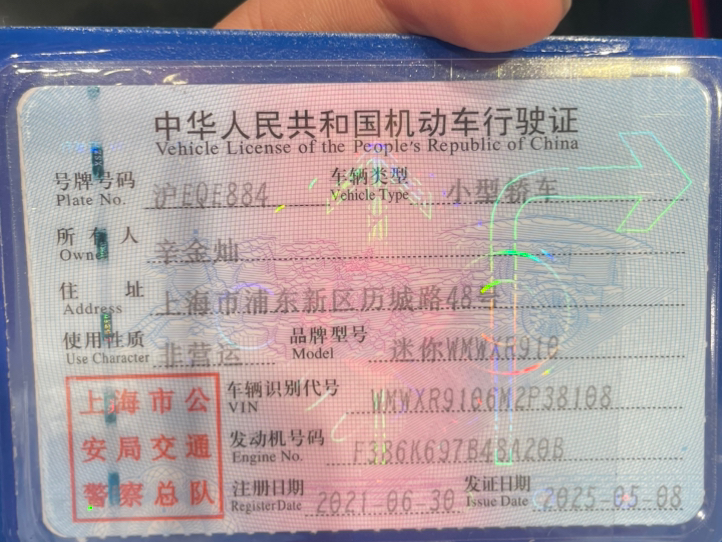 中华人民共和国机动车行驶证
Vehicle License of the People's Republic of China
号牌号码 沪EQE884 车辆类型 小型轿车
Plate No. Vehicle Type
所有人 辛金灿
Owner
住址 上海市浦东新区历城路48号
Address
使用性质 非营运 品牌型号 迷你WMWXR910
Use Character Model
上海市公安局交通警察总队
车辆识别代号 WMWXR9106M2P38108
VIN
发动机号码 F3B6K697B48A20B
Engine No.
注册日期 2021-06-30 发证日期 2025-05-08
Register Date Issue Date